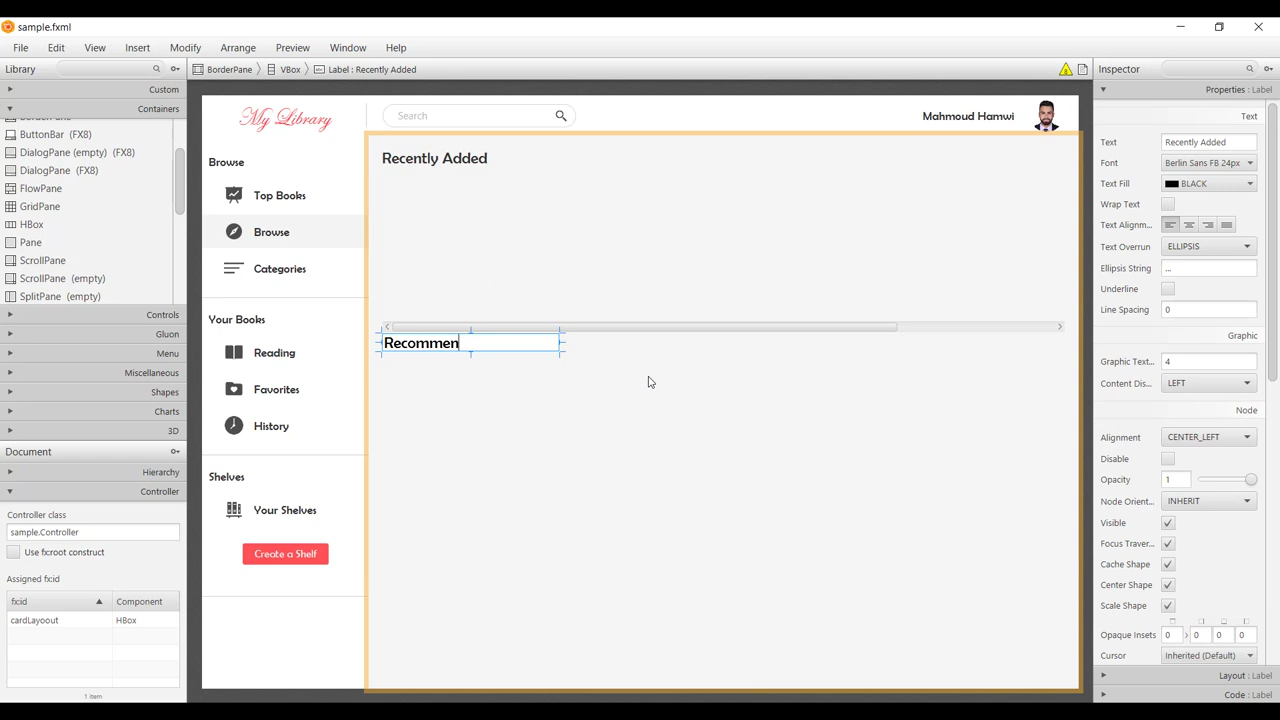 sample.fxml
File Edit View Insert Modify Arrange Preview Window Help
Library
BorderPane VBox Label : Recently Added
Inspector
Custom
Containers
ButtonBar (FX8)
DialogPane (empty) (FX8)
DialogPane (FX8)
FlowPane
GridPane
HBox
Pane
ScrollPane
ScrollPane (empty)
SplitPane (empty)
Controls
Gluon
Menu
Miscellaneous
Shapes
Charts
3D
Document
Hierarchy
Controller
Controller class
sample.Controller
Use fx:root construct
Assigned fx:id
fx:id Component
cardLayoout HBox
1 item
My Library
Search
Mahmoud Hamwi
Browse
Top Books
Browse
Categories
Your Books
Reading
Favorites
History
Shelves
Your Shelves
Create a Shelf
Recently Added
Recommen
Properties : Label
Text
Text Recently Added
Font Berlin Sans FB 24px
Text Fill BLACK
Wrap Text
Text Alignm...
Text Overrun ELLIPSIS
Ellipsis String ...
Underline
Line Spacing 0
Graphic
Graphic Text... 4
Content Dis... LEFT
Node
Alignment CENTER_LEFT
Disable
Opacity 1
Node Orient... INHERIT
Visible
Focus Traver...
Cache Shape
Center Shape
Scale Shape
Opaque Insets 0 0 0 0
Cursor Inherited (Default)
Layout : Label
Code : Label